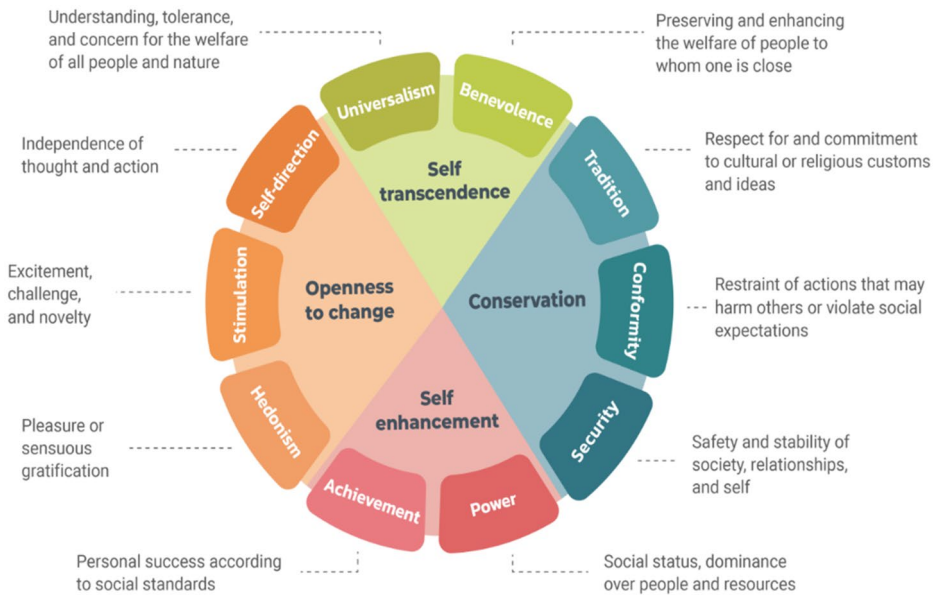 Understanding, tolerance,
and concern for the welfare
of all people and nature
Preserving and enhancing
the welfare of people to
whom one is close
Universalism
Benevolence
Independence of
thought and action
Self-direction
Self
transcendence
Tradition
Respect for and commitment
to cultural or religious customs
and ideas
Excitement,
challenge,
and novelty
Stimulation
Openness
to change
Conservation
Conformity
Restraint of actions that may
harm others or violate social
expectations
Pleasure or
sensuous
gratification
Hedonism
Self
enhancement
Security
Safety and stability of
society, relationships,
and self
Achievement
Power
Personal success according
to social standards
Social status, dominance
over people and resources